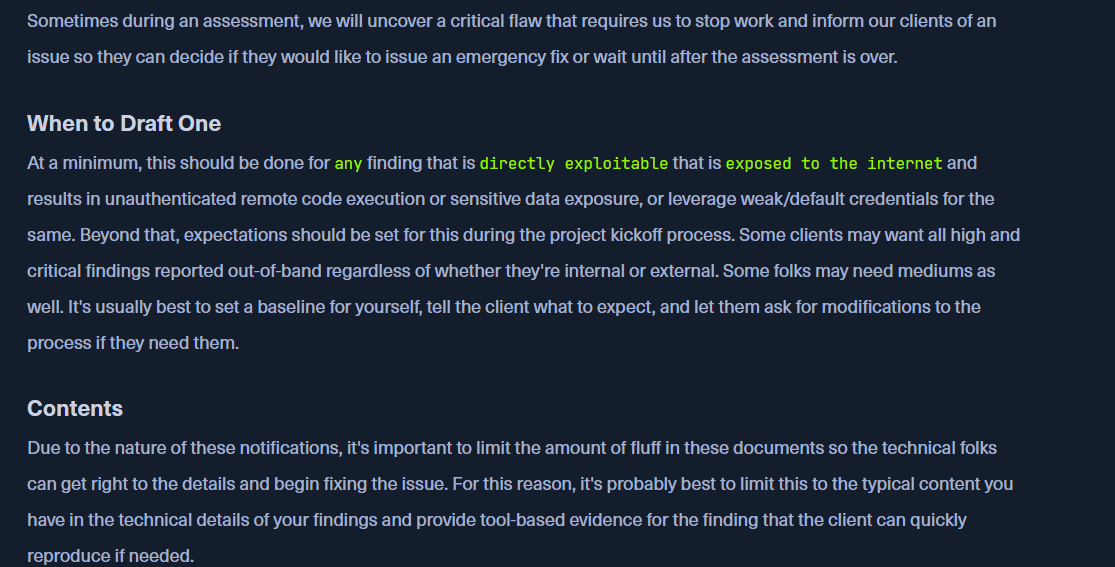 Sometimes during an assessment, we will uncover a critical flaw that requires us to stop work and inform our clients of an
issue so they can decide if they would like to issue an emergency fix or wait until after the assessment is over.
When to Draft One
At a minimum, this should be done for any finding that is directly exploitable that is exposed to the internet and
results in unauthenticated remote code execution or sensitive data exposure, or leverage weak/default credentials for the
same. Beyond that, expectations should be set for this during the project kickoff process. Some clients may want all high and
critical findings reported out-of-band regardless of whether they're internal or external. Some folks may need mediums as
well. It's usually best to set a baseline for yourself, tell the client what to expect, and let them ask for modifications to the
process if they need them.
Contents
Due to the nature of these notifications, it's important to limit the amount of fluff in these documents so the technical folks
can get right to the details and begin fixing the issue. For this reason, it's probably best to limit this to the typical content you
have in the technical details of your findings and provide tool-based evidence for the finding that the client can quickly
reproduce if needed.